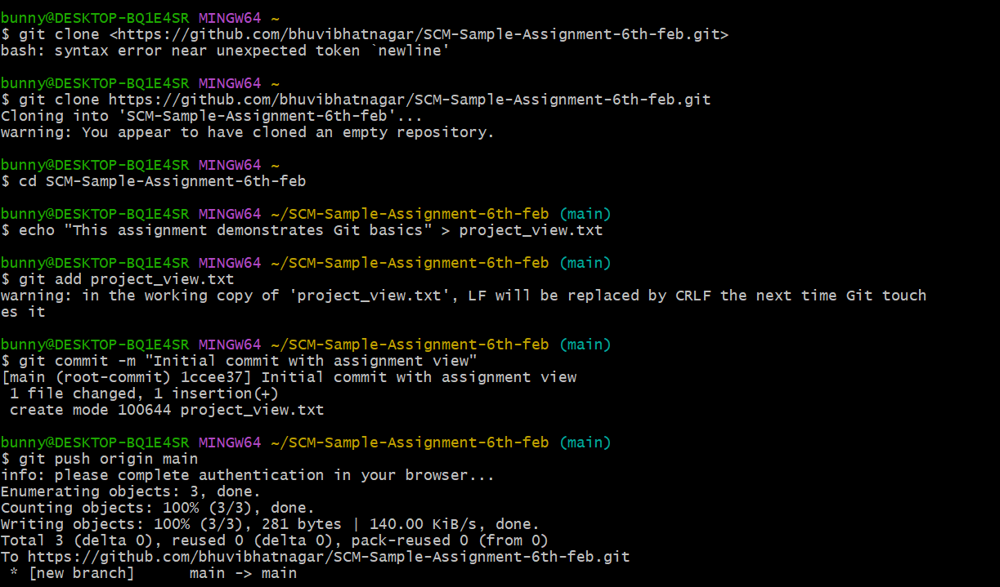 bunny@DESKTOP-BQ1E4SR MINGW64 ~
$ git clone <https://github.com/bhuvibhatnagar/SCM-Sample-Assignment-6th-feb.git>
bash: syntax error near unexpected token `newline'
bunny@DESKTOP-BQ1E4SR MINGW64 ~
$ git clone https://github.com/bhuvibhatnagar/SCM-Sample-Assignment-6th-feb.git
Cloning into 'SCM-Sample-Assignment-6th-feb'...
warning: You appear to have cloned an empty repository.
bunny@DESKTOP-BQ1E4SR MINGW64 ~
$ cd SCM-Sample-Assignment-6th-feb
bunny@DESKTOP-BQ1E4SR MINGW64 ~/SCM-Sample-Assignment-6th-feb (main)
$ echo "This assignment demonstrates Git basics" > project_view.txt
bunny@DESKTOP-BQ1E4SR MINGW64 ~/SCM-Sample-Assignment-6th-feb (main)
$ git add project_view.txt
warning: in the working copy of 'project_view.txt', LF will be replaced by CRLF the next time Git touch
es it
bunny@DESKTOP-BQ1E4SR MINGW64 ~/SCM-Sample-Assignment-6th-feb (main)
$ git commit -m "Initial commit with assignment view"
[main (root-commit) 1ccee37] Initial commit with assignment view
 1 file changed, 1 insertion(+)
 create mode 100644 project_view.txt
bunny@DESKTOP-BQ1E4SR MINGW64 ~/SCM-Sample-Assignment-6th-feb (main)
$ git push origin main
info: please complete authentication in your browser...
Enumerating objects: 3, done.
Counting objects: 100% (3/3), done.
Writing objects: 100% (3/3), 281 bytes | 140.00 KiB/s, done.
Total 3 (delta 0), reused 0 (delta 0), pack-reused 0 (from 0)
To https://github.com/bhuvibhatnagar/SCM-Sample-Assignment-6th-feb.git
 * [new branch]      main -> main